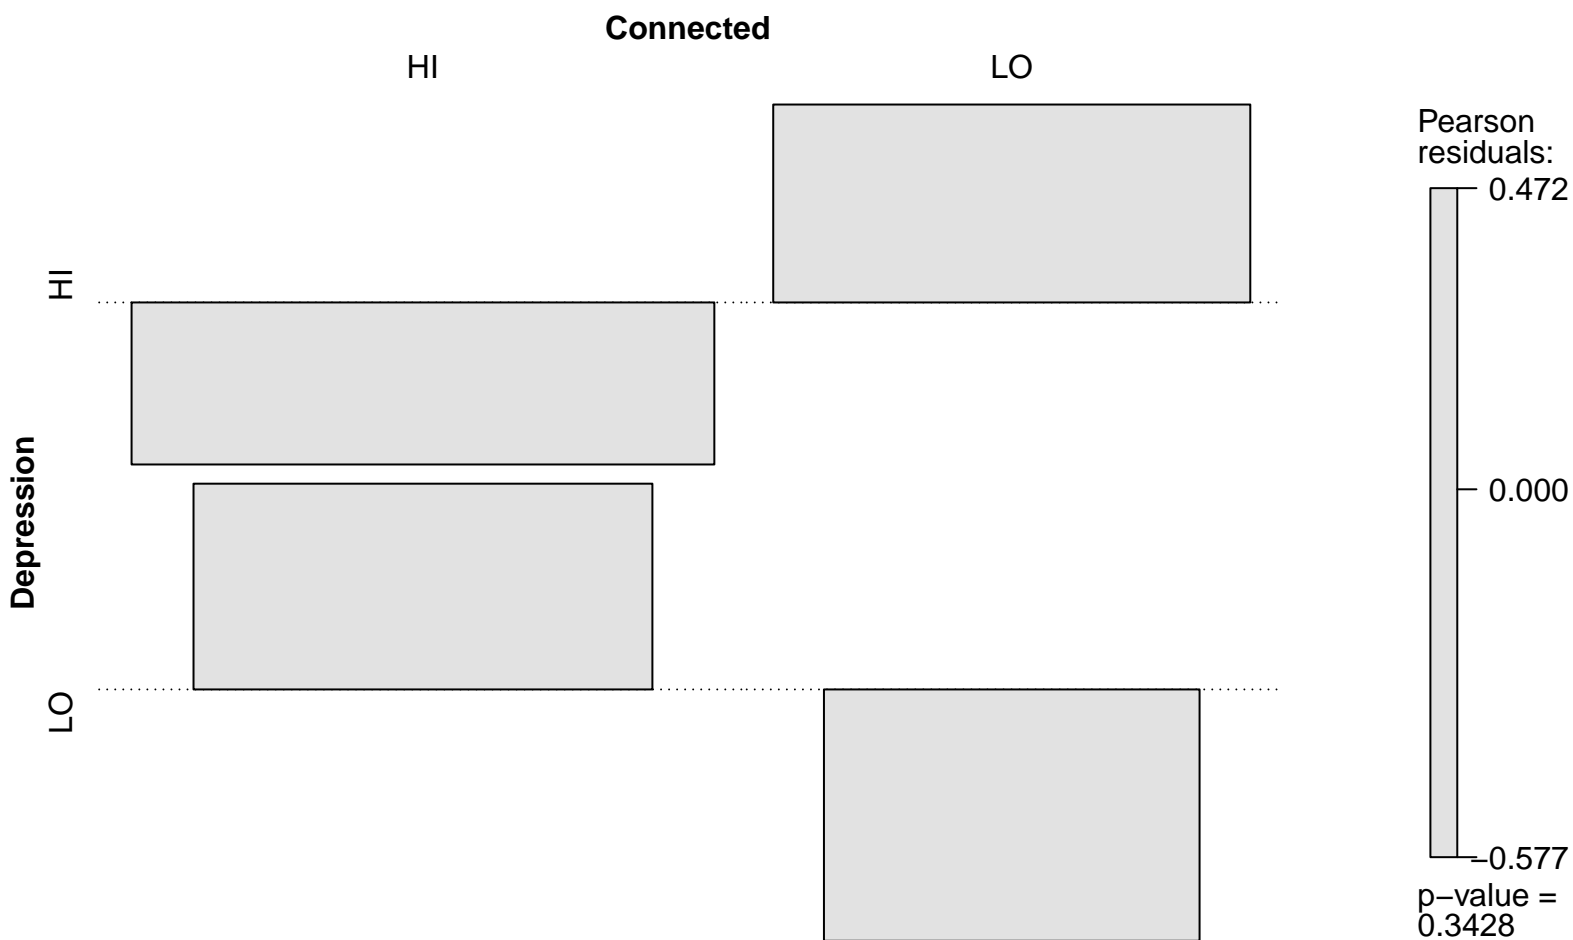 Connected
HI
LO
HI
LO
Depression
Pearson
residuals:
0.472
0.000
−0.577
p−value =
0.3428